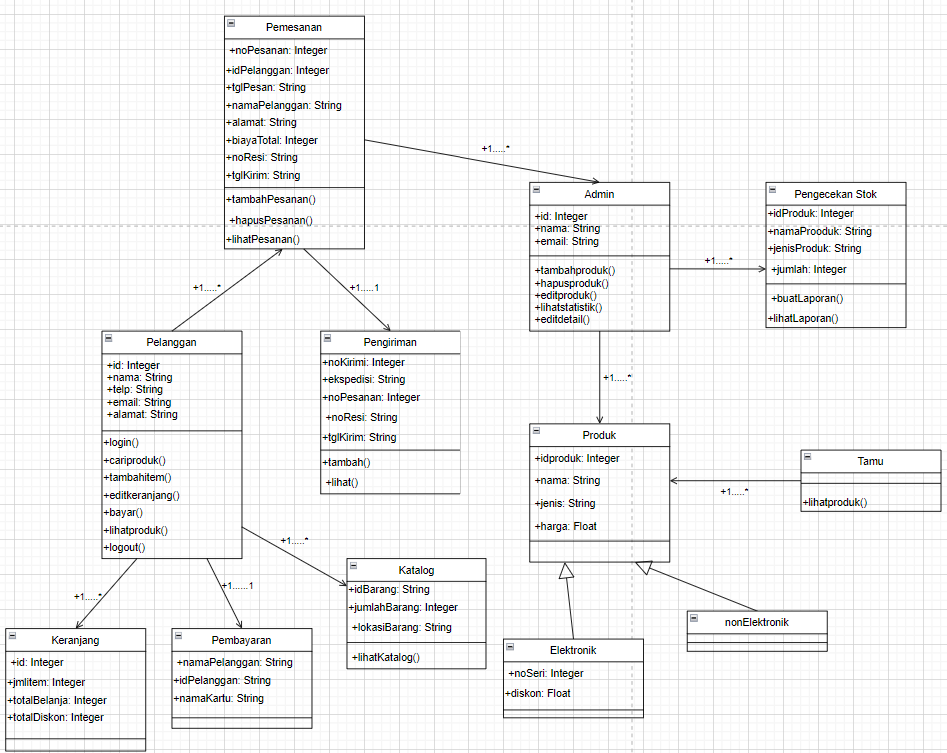 Pemesanan
+noPesanan: Integer
+idPelanggan: Integer
+tglPesan: String
+namaPelanggan: String
+alamat: String
+biayaTotal: Integer
+noResi: String
+tglKirim: String
+tambahPesanan()
+hapusPesanan()
+lihatPesanan()
+1.....*
Admin
+id: Integer
+nama: String
+email: String
+tambahproduk()
+hapusproduk()
+editproduk()
+lihatstatistik()
+editdetail()
+1.....*
Pengecekan Stok
+idProduk: Integer
+namaProoduk: String
+jenisProduk: String
+jumlah: Integer
+buatLaporan()
+lihatLaporan()
+1.....*
+1.....1
Pelanggan
+id: Integer
+nama: String
+telp: String
+email: String
+alamat: String
+login()
+cariproduk()
+tambahitem()
+editkeranjang()
+bayar()
+lihatproduk()
+logout()
Pengiriman
+noKirimi: Integer
+ekspedisi: String
+noPesanan: Integer
+noResi: String
+tglKirim: String
+tambah()
+lihat()
+1.....*
Produk
+idproduk: Integer
+nama: String
+jenis: String
+harga: Float
+1.....*
Tamu
+lihatproduk()
+1.....*
+1.....*
+1......1
Katalog
+idBarang: String
+jumlahBarang: Integer
+lokasiBarang: String
+lihatKatalog()
Keranjang
+id: Integer
+jmlitem: Integer
+totalBelanja: Integer
+totalDiskon: Integer
Pembayaran
+namaPelanggan: String
+idPelanggan: String
+namaKartu: String
Elektronik
+noSeri: Integer
+diskon: Float
nonElektronik